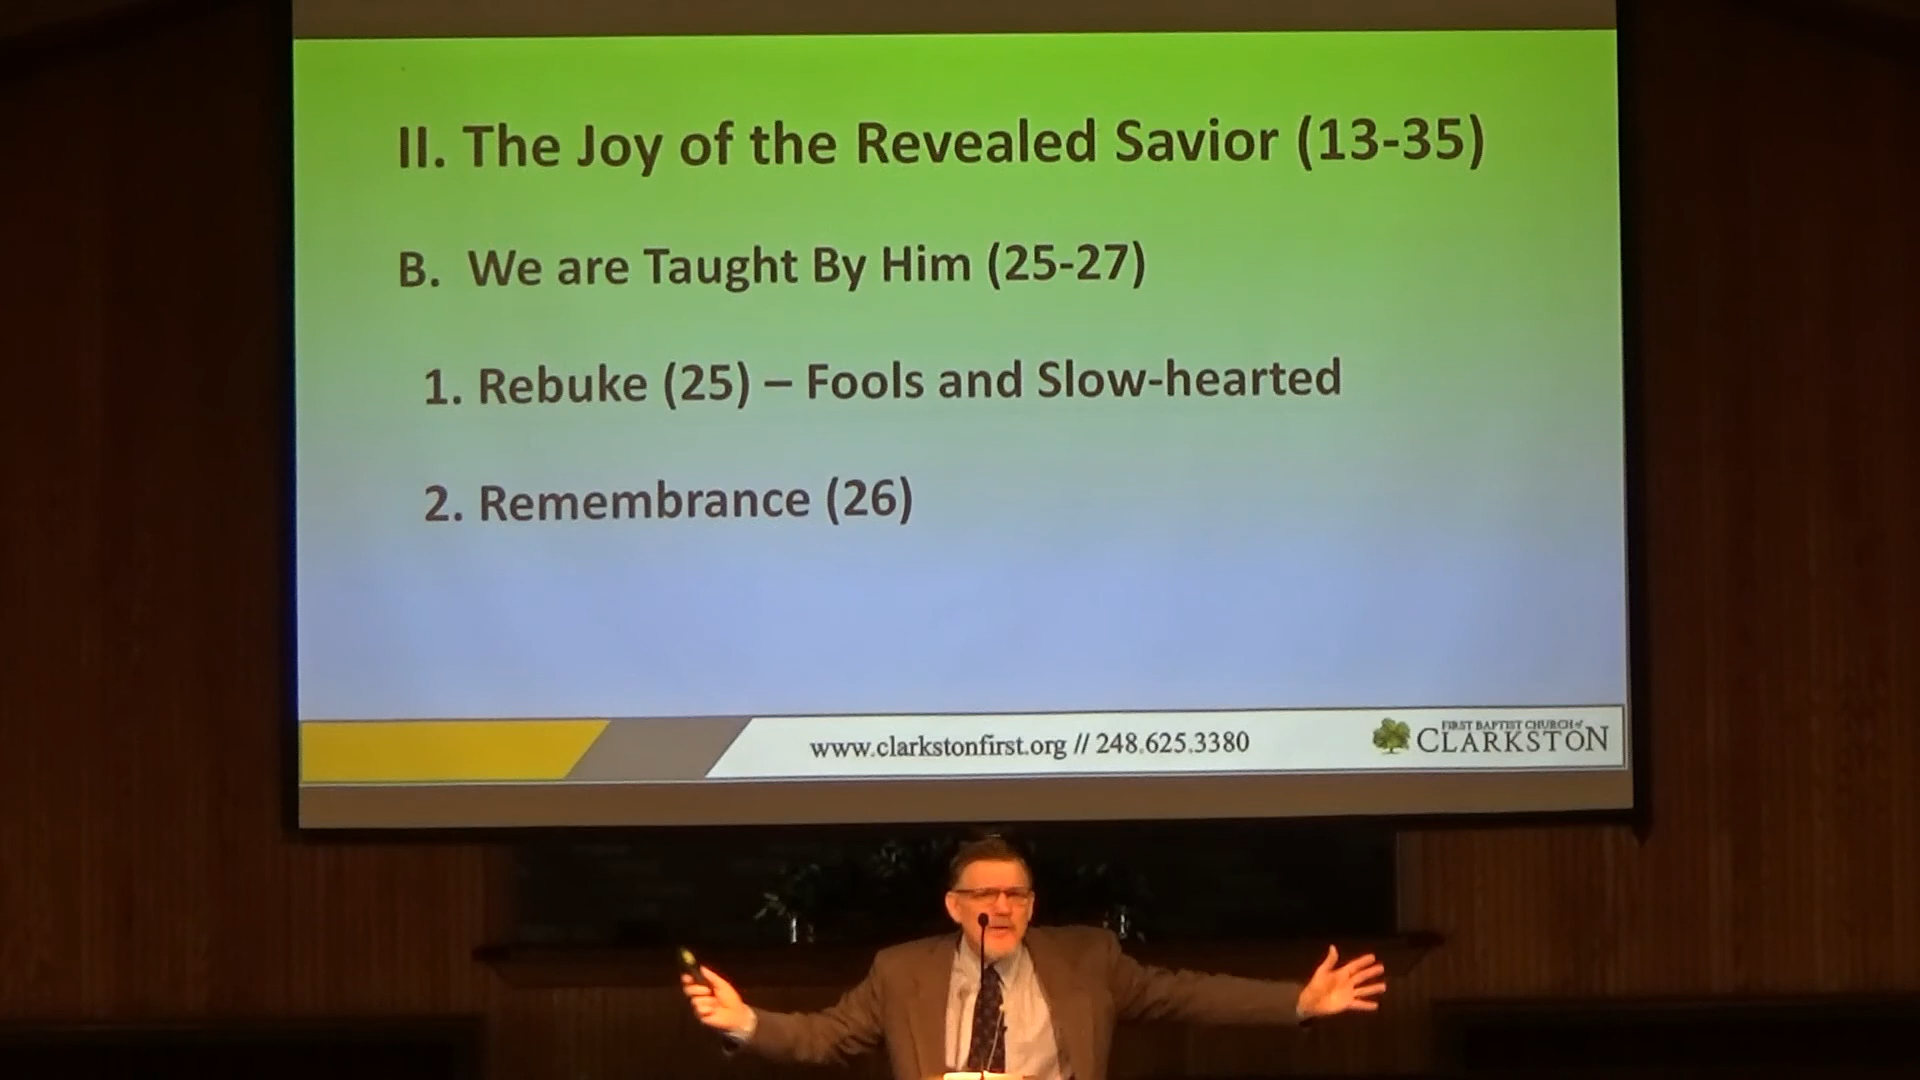 II. The Joy of the Revealed Savior (13-35)
B. We are Taught By Him (25-27)
1. Rebuke (25) – Fools and Slow-hearted
2. Remembrance (26)
www.clarkstonfirst.org // 248.625.3380
FIRST BAPTIST CHURCH of
CLARKSTON